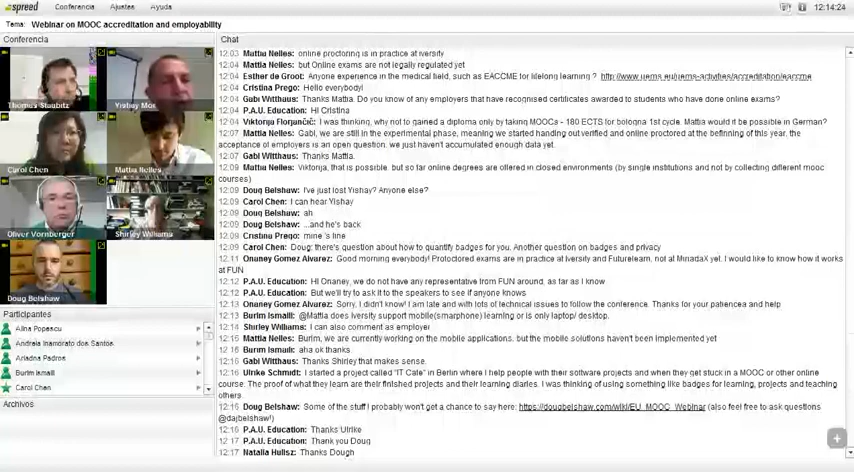 spreed Conferencia Ajustes Ayuda 12:14:24
Tema: Webinar on MOOC accreditation and employability
Conferencia
Thomas Staubitz
Yishay Mor
Carol Chen
Mattia Nelles
Oliver Vornberger
Shirley Williams
Doug Belshaw
Participantes
Alina Popescu
Andreia Inamorato dos Santos
Ariadna Padros
Burim Ismaili
Carol Chen
Archivos
Chat
12:03 Mattia Nelles: online proctoring is in practice at iversity
12:04 Mattia Nelles: but Online exams are not legally regulated yet.
12:04 Esther de Groot: Anyone experience in the medical field, such as EACCME for lifelong learning ? http://www.uems.eu/uems-activities/accreditation/eaccme
Cristina Prego: Hello everybody!
12:04 Gabi Witthaus: Thanks Mattia. Do you know of any employers that have recognised certificates awarded to students who have done online exams?
12:04 P.A.U. Education: HI Cristina
12:04 Viktorija Florjančič: I was thinking, why not to gained a diploma only by taking MOOCs - 180 ECTS for bologna 1st cycle. Mattia would it be possible in German?
12:07 Mattia Nelles: Gabi, we are still in the experimental phase, meaning we started handing out verified and online proctored at the befinning of this year, the
acceptance of employers is an open question, we just haven't accumulated enough data yet.
12:07 Gabi Witthaus: Thanks Mattia.
12:09 Mattia Nelles: Viktorija, that is possible, but so far online degrees are offered in closed environments (by single institutions and not by collecting different mooc
courses)
12:09 Doug Belshaw: I've just lost Yishay? Anyone else?
12:09 Carol Chen: I can hear Yishay
12:09 Doug Belshaw: ah
12:09 Doug Belshaw: ...and he's back
Cristina Prego: mine´s fine
12:09 Carol Chen: Doug: there's question about how to quantify badges for you. Another question on badges and privacy
12:11 Onaney Gomez Alvarez: Good morning everybody! Proctored exams are in practice at Iversity and Futurelearn, not at MiriadaX yet. I would like to know how it works
at FUN
12:12 P.A.U. Education: HI Onaney, we do not have any representative from FUN around, as far as I know
12:12 P.A.U. Education: But we'll try to ask it to the speakers to see if anyone knows
12:13 Onaney Gomez Alvarez: Sorry, I didn't know! I am late and with lots of technical issues to follow the conference. Thanks for your patiencea and help
12:13 Burim Ismaili: @Mattia does iversity support mobile(smarphone) learning or is only laptop/ desktop.
12:14 Shirley Williams: I can also comment as employer
12:15 Mattia Nelles: Burim, we are currently working on the mobile applications, but the mobile solutions haven't been implemented yet
12:16 Burim Ismaili: aha ok thanks
12:16 Gabi Witthaus: Thanks Shirley that makes sense.
12:16 Ulrike Schmidt: I started a project called "IT Cafe" in Berlin where I help people with their software projects and when they get stuck in a MOOC or other online
course. The proof of what they learn are their finished projects and their learning diaries. I was thinking of using something like badges for learning, projects and teaching
others.
Doug Belshaw: Some of the stuff I probably won't get a chance to say here: https://dougbelshaw.com/wiki/EU_MOOC_Webinar (also feel free to ask questions
@dajbelshaw!)
12:16 P.A.U. Education: Thanks Ulrike
12:17 P.A.U. Education: Thank you Doug
12:17 Natalia Hulisz: Thanks Dough